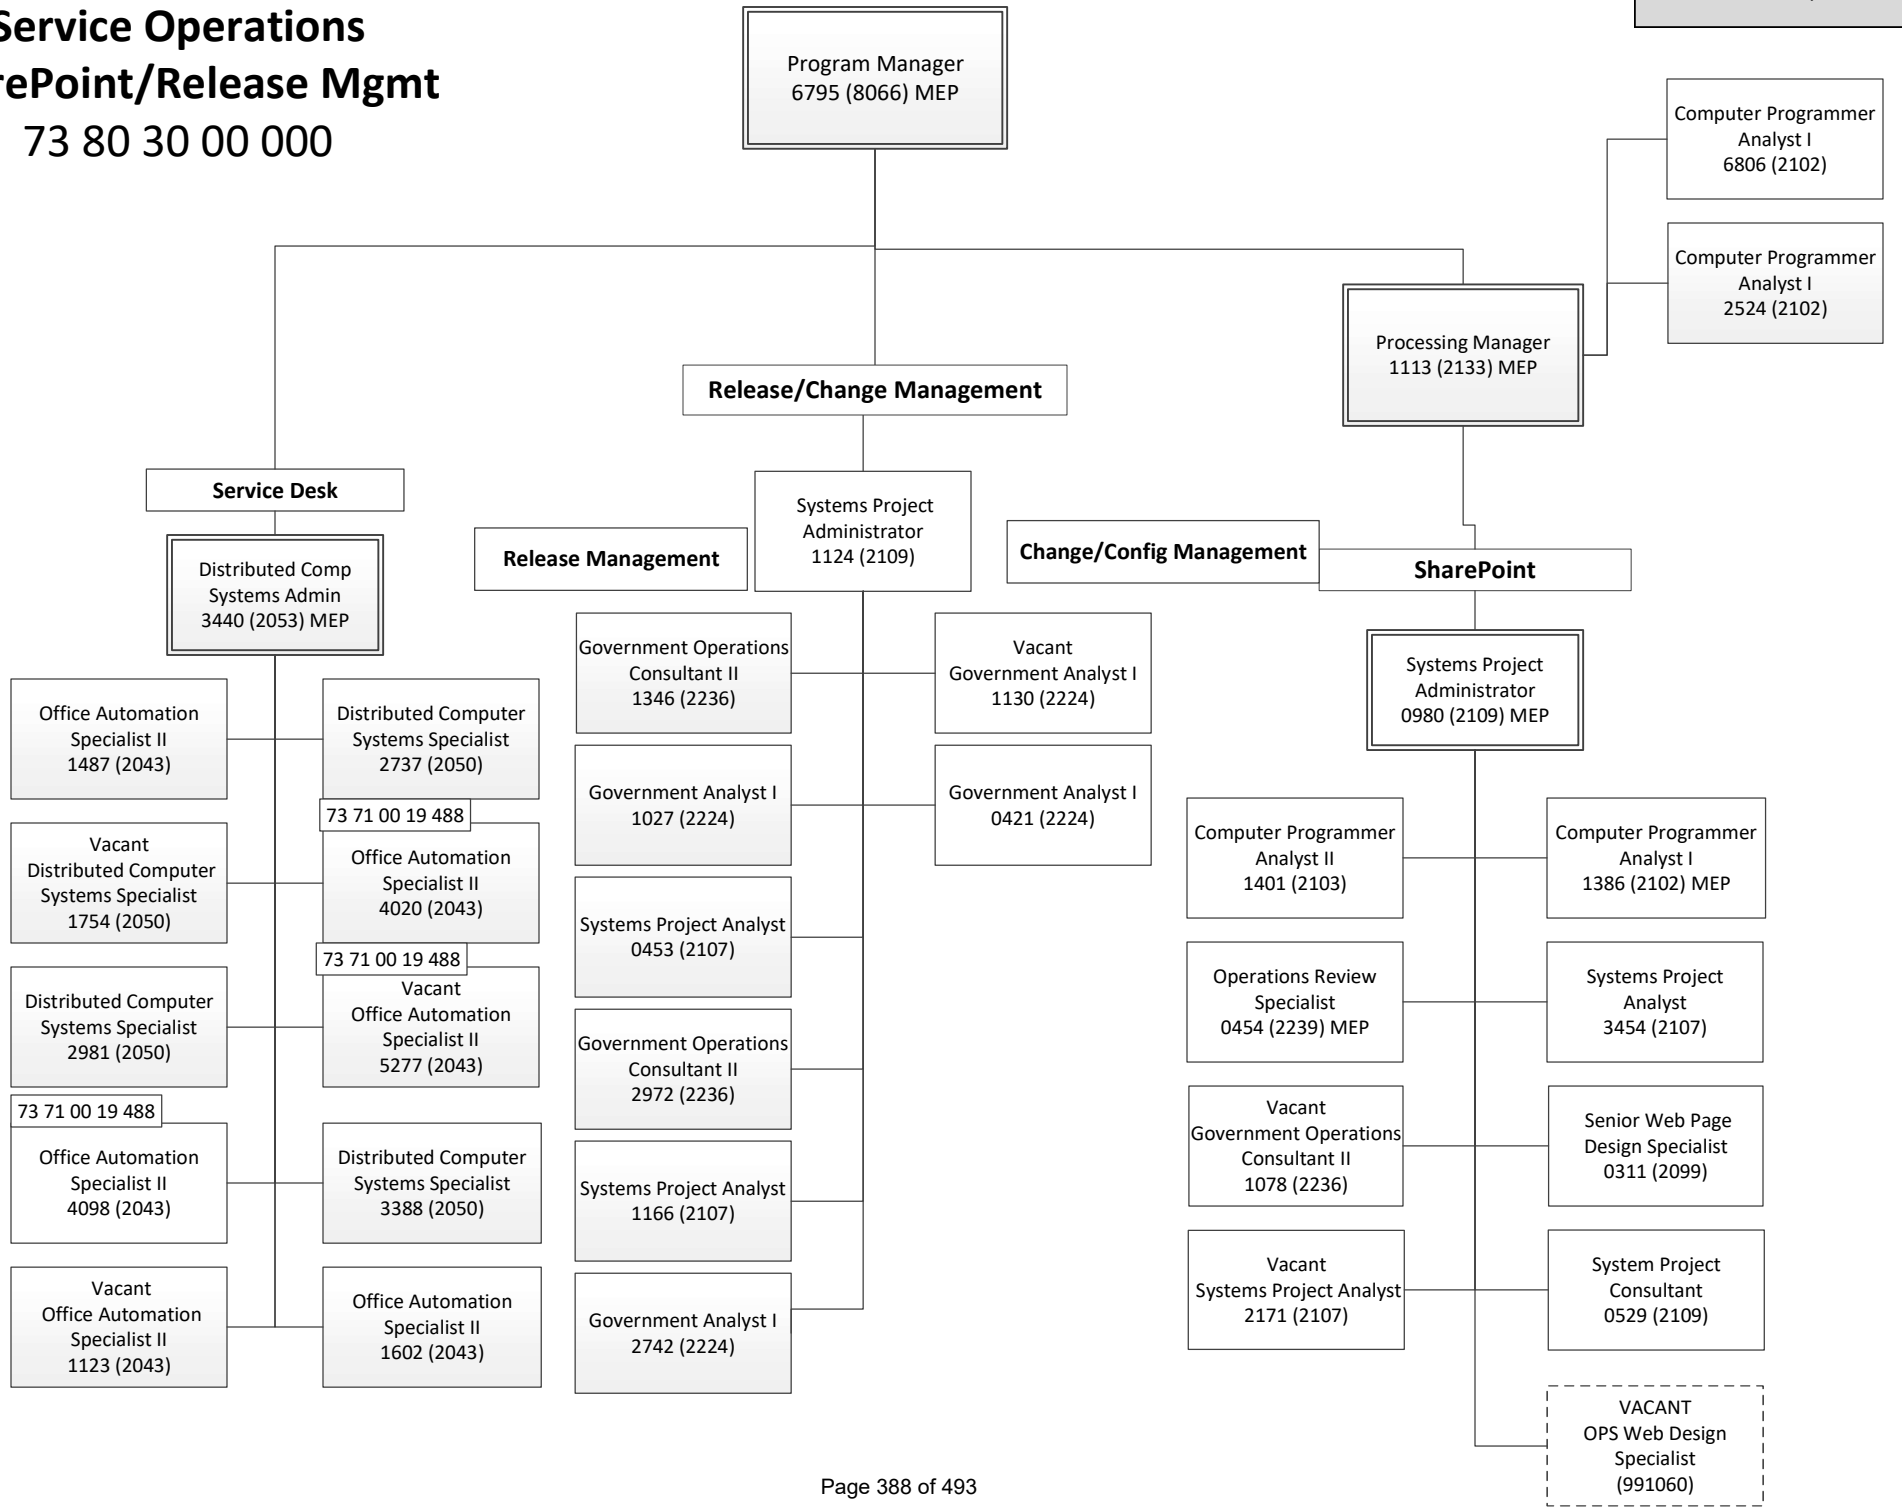 Service Operations
rePoint/Release Mgmt
73 80 30 00 000
Program Manager
6795 (8066) MEP
Computer Programmer
Analyst I
6806 (2102)
Computer Programmer
Analyst I
2524 (2102)
Processing Manager
1113 (2133) MEP
Release/Change Management
Service Desk
Systems Project
Administrator
1124 (2109)
Release Management
Change/Config Management
SharePoint
Distributed Comp
Systems Admin
3440 (2053) MEP
Systems Project
Administrator
0980 (2109) MEP
Office Automation
Specialist II
1487 (2043)
Distributed Computer
Systems Specialist
2737 (2050)
Vacant
Distributed Computer
Systems Specialist
1754 (2050)
73 71 00 19 488
Office Automation
Specialist II
4020 (2043)
Distributed Computer
Systems Specialist
2981 (2050)
73 71 00 19 488
Vacant
Office Automation
Specialist II
5277 (2043)
73 71 00 19 488
Office Automation
Specialist II
4098 (2043)
Distributed Computer
Systems Specialist
3388 (2050)
Vacant
Office Automation
Specialist II
1123 (2043)
Office Automation
Specialist II
1602 (2043)
Government Operations
Consultant II
1346 (2236)
Vacant
Government Analyst I
1130 (2224)
Government Analyst I
1027 (2224)
Government Analyst I
0421 (2224)
Systems Project Analyst
0453 (2107)
Government Operations
Consultant II
2972 (2236)
Systems Project Analyst
1166 (2107)
Government Analyst I
2742 (2224)
Computer Programmer
Analyst II
1401 (2103)
Computer Programmer
Analyst I
1386 (2102) MEP
Operations Review
Specialist
0454 (2239) MEP
Systems Project
Analyst
3454 (2107)
Vacant
Government Operations
Consultant II
1078 (2236)
Senior Web Page
Design Specialist
0311 (2099)
Vacant
Systems Project Analyst
2171 (2107)
System Project
Consultant
0529 (2109)
VACANT
OPS Web Design
Specialist
(991060)
Page 388 of 493